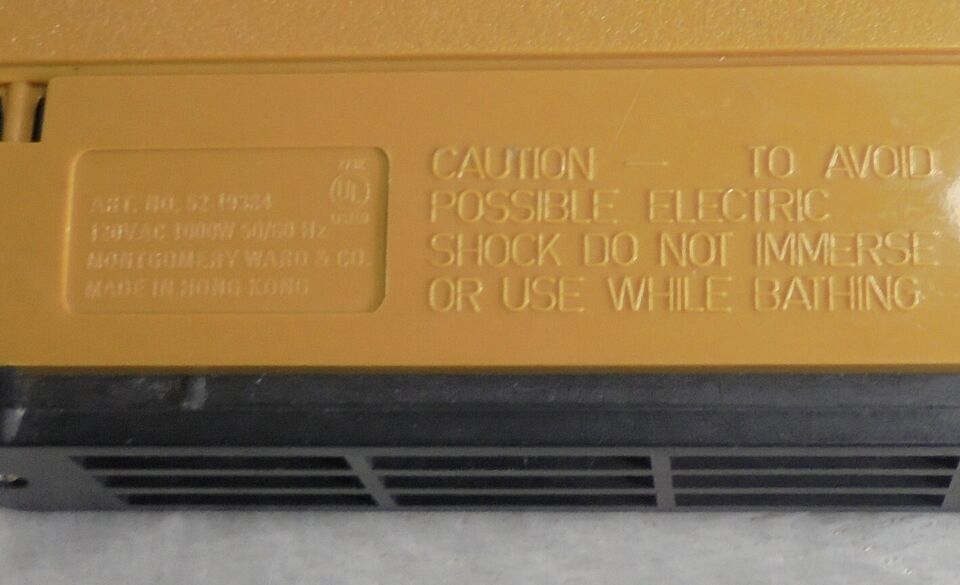 ART. NO. 52-19384
120VAC 1000W 50/60 Hz
MONTGOMERY WARD & CO.
MADE IN HONG KONG
UL
CAUTION — TO AVOID
POSSIBLE ELECTRIC
SHOCK DO NOT IMMERSE
OR USE WHILE BATHING